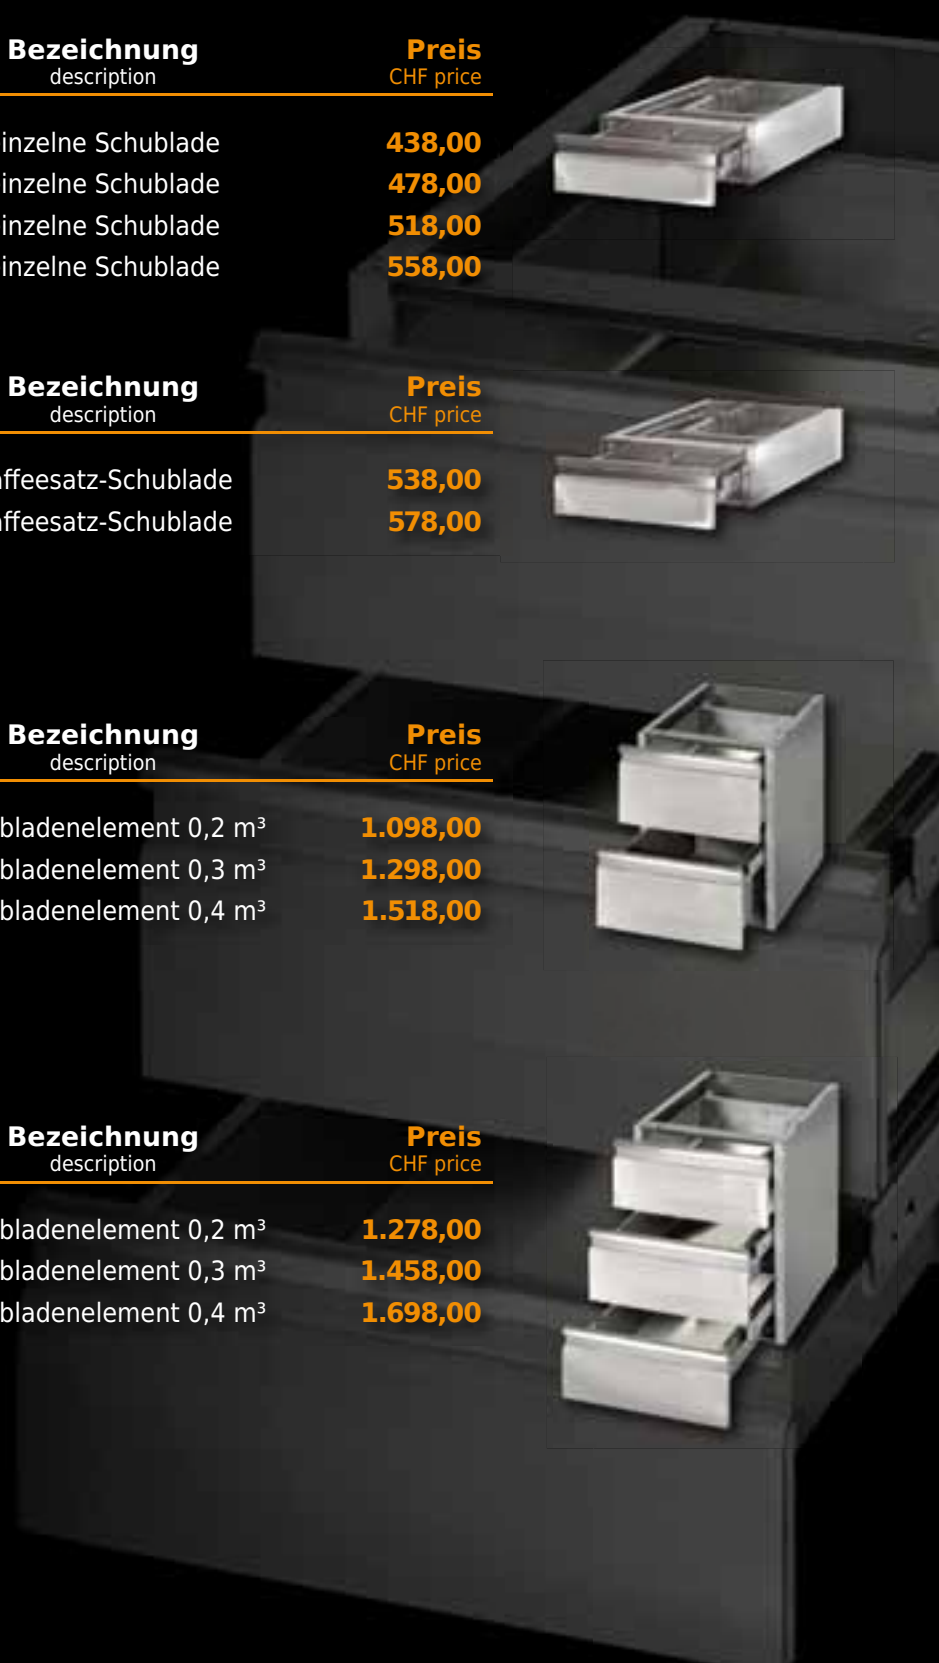 Bezeichnung Preis
description CHF price
inzelne Schublade 438,00
inzelne Schublade 478,00
inzelne Schublade 518,00
inzelne Schublade 558,00
Bezeichnung Preis
description CHF price
affeesatz-Schublade 538,00
affeesatz-Schublade 578,00
Bezeichnung Preis
description CHF price
bladenelement 0,2 m³ 1.098,00
bladenelement 0,3 m³ 1.298,00
bladenelement 0,4 m³ 1.518,00
Bezeichnung Preis
description CHF price
bladenelement 0,2 m³ 1.278,00
bladenelement 0,3 m³ 1.458,00
bladenelement 0,4 m³ 1.698,00